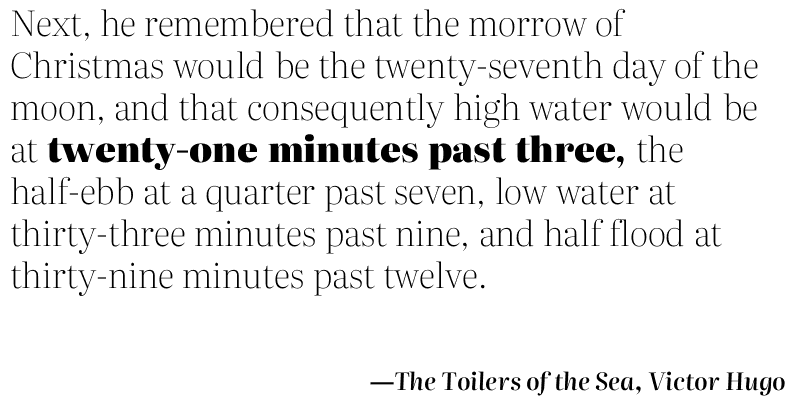 Next, he remembered that the morrow of
Christmas would be the twenty-seventh day of the
moon, and that consequently high water would be
at twenty-one minutes past three, the
half-ebb at a quarter past seven, low water at
thirty-three minutes past nine, and half flood at
thirty-nine minutes past twelve.
—The Toilers of the Sea, Victor Hugo